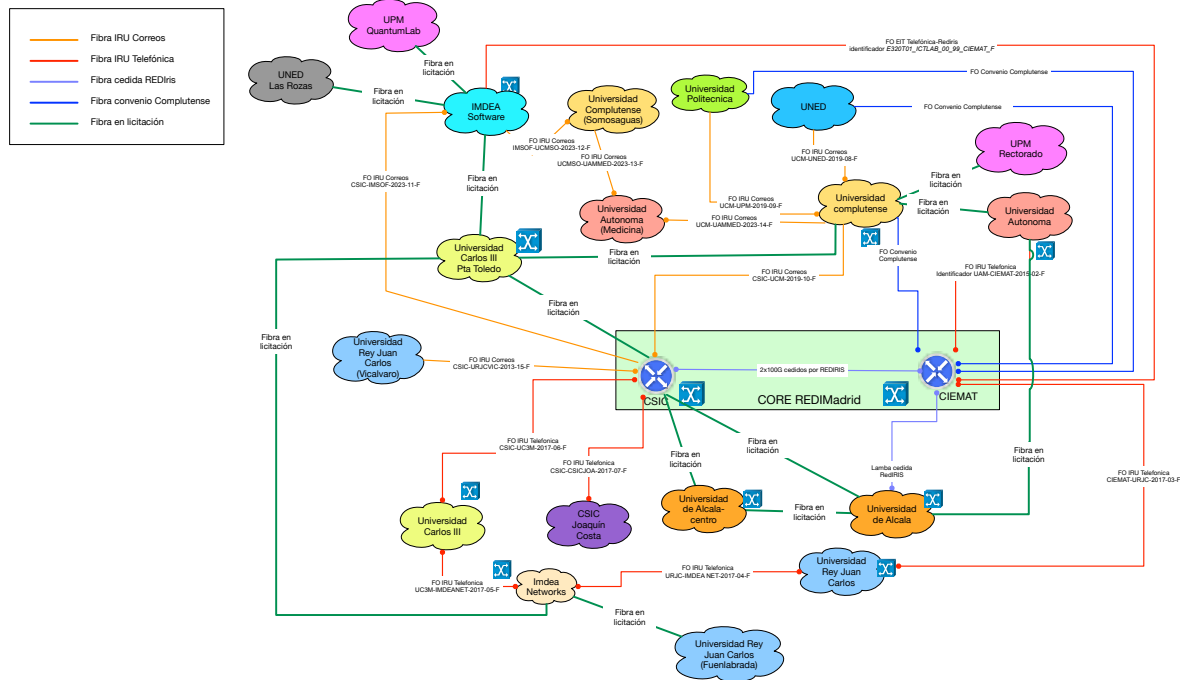 Fibra IRU Correos
Fibra IRU Telefónica
Fibra cedida REDIris
Fibra convenio Complutense
Fibra en licitación
UPM
QuantumLab
UNED
Las Rozas
Fibra en
licitación
Fibra en
licitación
IMDEA
Software
Universidad
Complutense
(Somosaguas)
Universidad
Politecnica
UNED
FO EIT Telefónica-Rediris
identificador E320T01_ICTLAB_00_99_CIEMAT_F
FO Convenio Complutense
FO Convenio Complutense
UPM
Rectorado
FO IRU Correos
IMSOF-UCMSO-2023-12-F
FO IRU Correos
UCMSO-UAMMED-2023-13-F
FO IRU Correos
UCM-UNED-2019-08-F
FO IRU Correos
CSIC-IMSOF-2023-11-F
Fibra en
licitación
Fibra en
licitación
Fibra en
licitación
Universidad
Autonoma
(Medicina)
FO IRU Correos
UCM-UPM-2019-09-F
FO IRU Correos
UCM-UAMMED-2023-14-F
Universidad
complutense
Universidad
Autonoma
Universidad
Carlos III
Pta Toledo
Fibra en
licitación
FO Convenio
Complutense
FO IRU Correos
CSIC-UCM-2019-10-F
FO IRU Telefonica
Identificador UAM-CIEMAT-2015-02-F
Fibra en
licitación
Fibra en
licitación
Universidad
Rey Juan
Carlos
(Vicalvaro)
FO IRU Correos
CSIC-URJCVC-2013-15-F
2x100G cedidos por REDIRIS
CSIC
CORE REDIMadrid
CIEMAT
FO IRU Telefonica
CSIC-UC3M-2017-06-F
FO IRU Telefonica
CSIC-CSICJOA-2017-07-F
Fibra en
licitación
Fibra en
licitación
Lamba cedida
RedIRIS
Fibra en
licitación
FO IRU Telefonica
CIEMAT-URJC-2017-03-F
Universidad
Carlos III
CSIC
Joaquín
Costa
Universidad
de Alcala-
centro
Fibra en
licitación
Universidad
de Alcala
FO IRU Telefonica
UC3M-IMDEANET-2017-05-F
Imdea
Networks
FO IRU Telefonica
URJC-IMDEA NET-2017-04-F
Universidad
Rey Juan
Carlos
Fibra en
licitación
Universidad Rey
Juan Carlos
(Fuenlabrada)